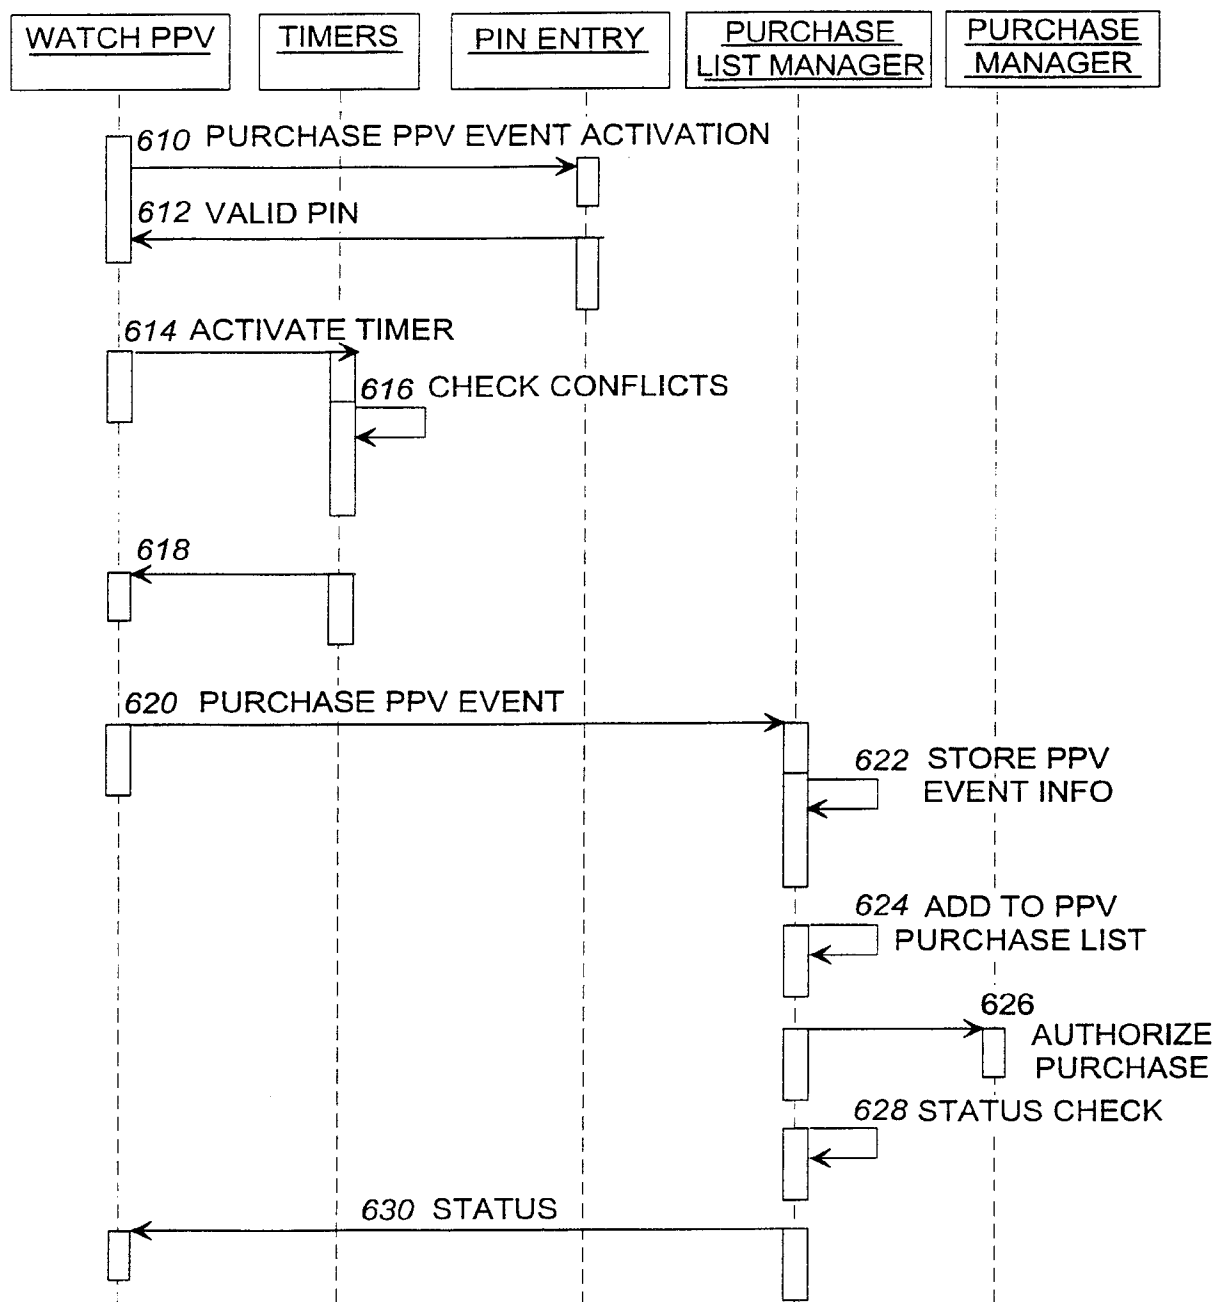 WATCH PPV
TIMERS
PIN ENTRY
PURCHASE
LIST MANAGER
PURCHASE
MANAGER
610 PURCHASE PPV EVENT ACTIVATION
612 VALID PIN
614 ACTIVATE TIMER
616 CHECK CONFLICTS
618
620 PURCHASE PPV EVENT
622 STORE PPV
EVENT INFO
624 ADD TO PPV
PURCHASE LIST
626
AUTHORIZE
PURCHASE
628 STATUS CHECK
630 STATUS